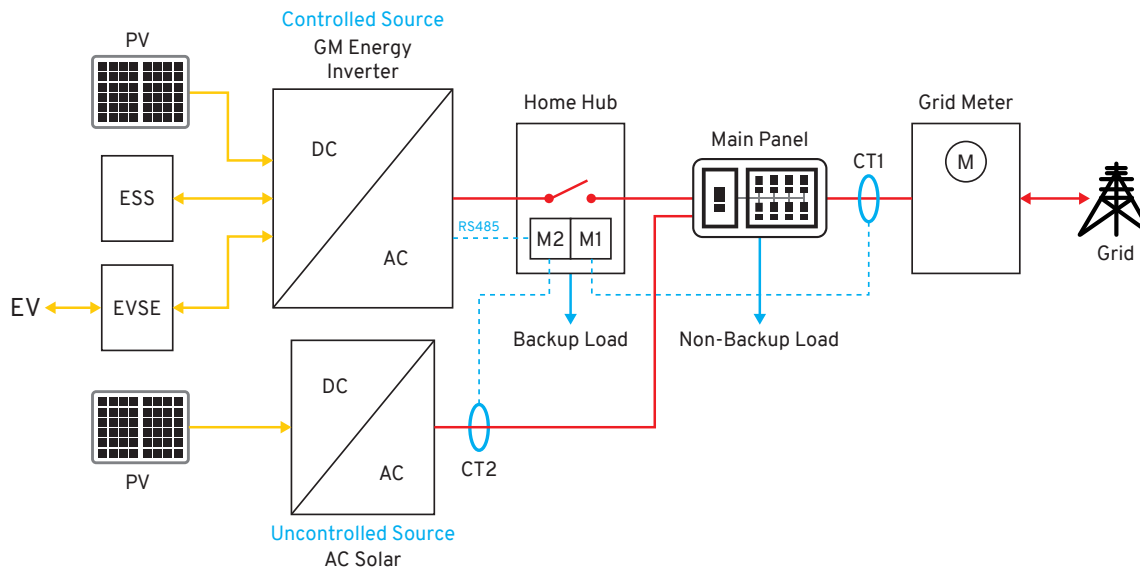 Controlled Source
GM Energy
Inverter
PV
DC
AC
ESS
EV
EVSE
RS485
Home Hub
M2
M1
Backup Load
Main Panel
Non-Backup Load
CT1
Grid Meter
M
Grid
PV
DC
AC
CT2
Uncontrolled Source
AC Solar